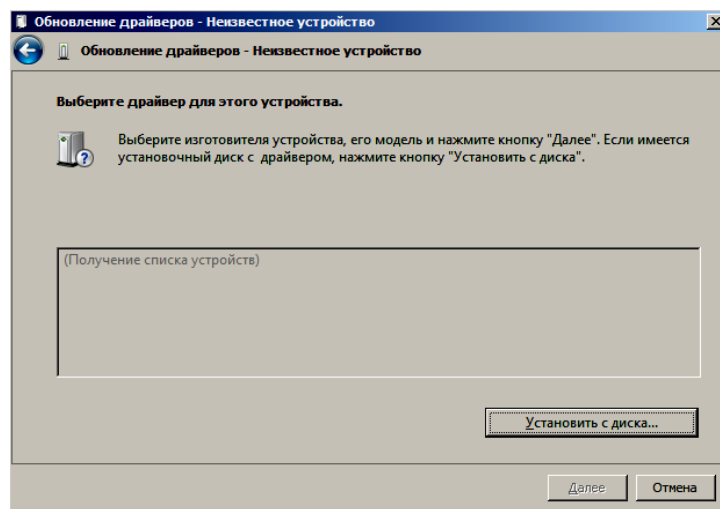 Обновление драйверов - Неизвестное устройство
Обновление драйверов - Неизвестное устройство
Выберите драйвер для этого устройства.
Выберите изготовителя устройства, его модель и нажмите кнопку "Далее". Если имеется
установочный диск с драйвером, нажмите кнопку "Установить с диска".
(Получение списка устройств)
Установить с диска...
Далее
Отмена